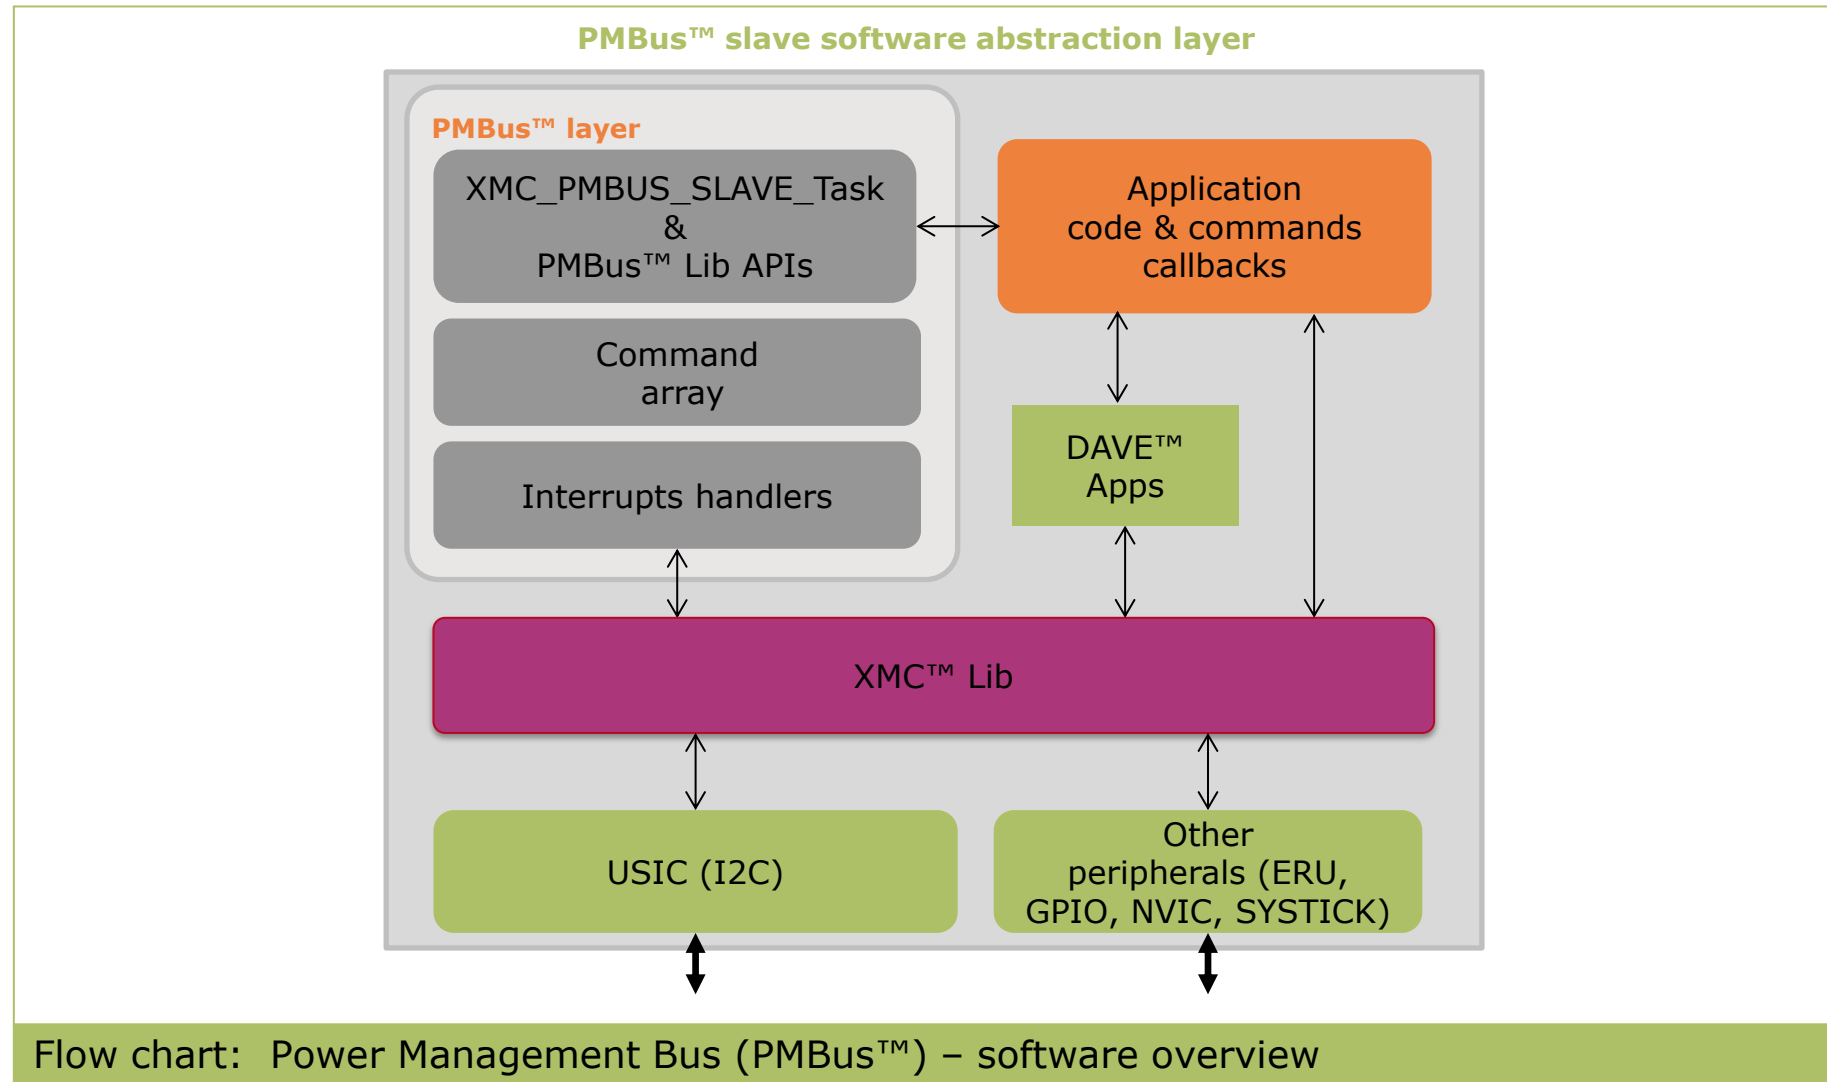 PMBus™ slave software abstraction layer
PMBus™ layer
XMC_PMBUS_SLAVE_Task
&
PMBus™ Lib APIs
Command
array
Interrupts handlers
Application
code & commands
callbacks
DAVE™
Apps
XMC™ Lib
USIC (I2C)
Other
peripherals (ERU,
GPIO, NVIC, SYSTICK)
Flow chart: Power Management Bus (PMBus™) – software overview